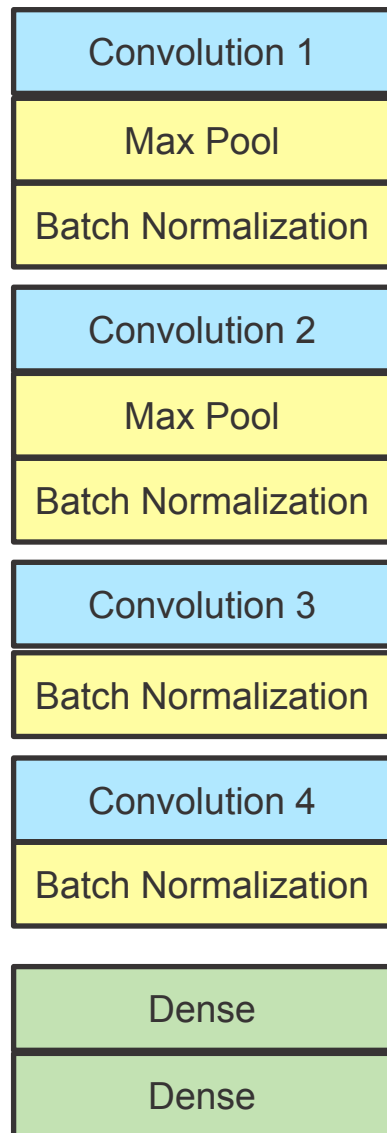 Convolution 1
Max Pool
Batch Normalization
Convolution 2
Max Pool
Batch Normalization
Convolution 3
Batch Normalization
Convolution 4
Batch Normalization
Dense
Dense